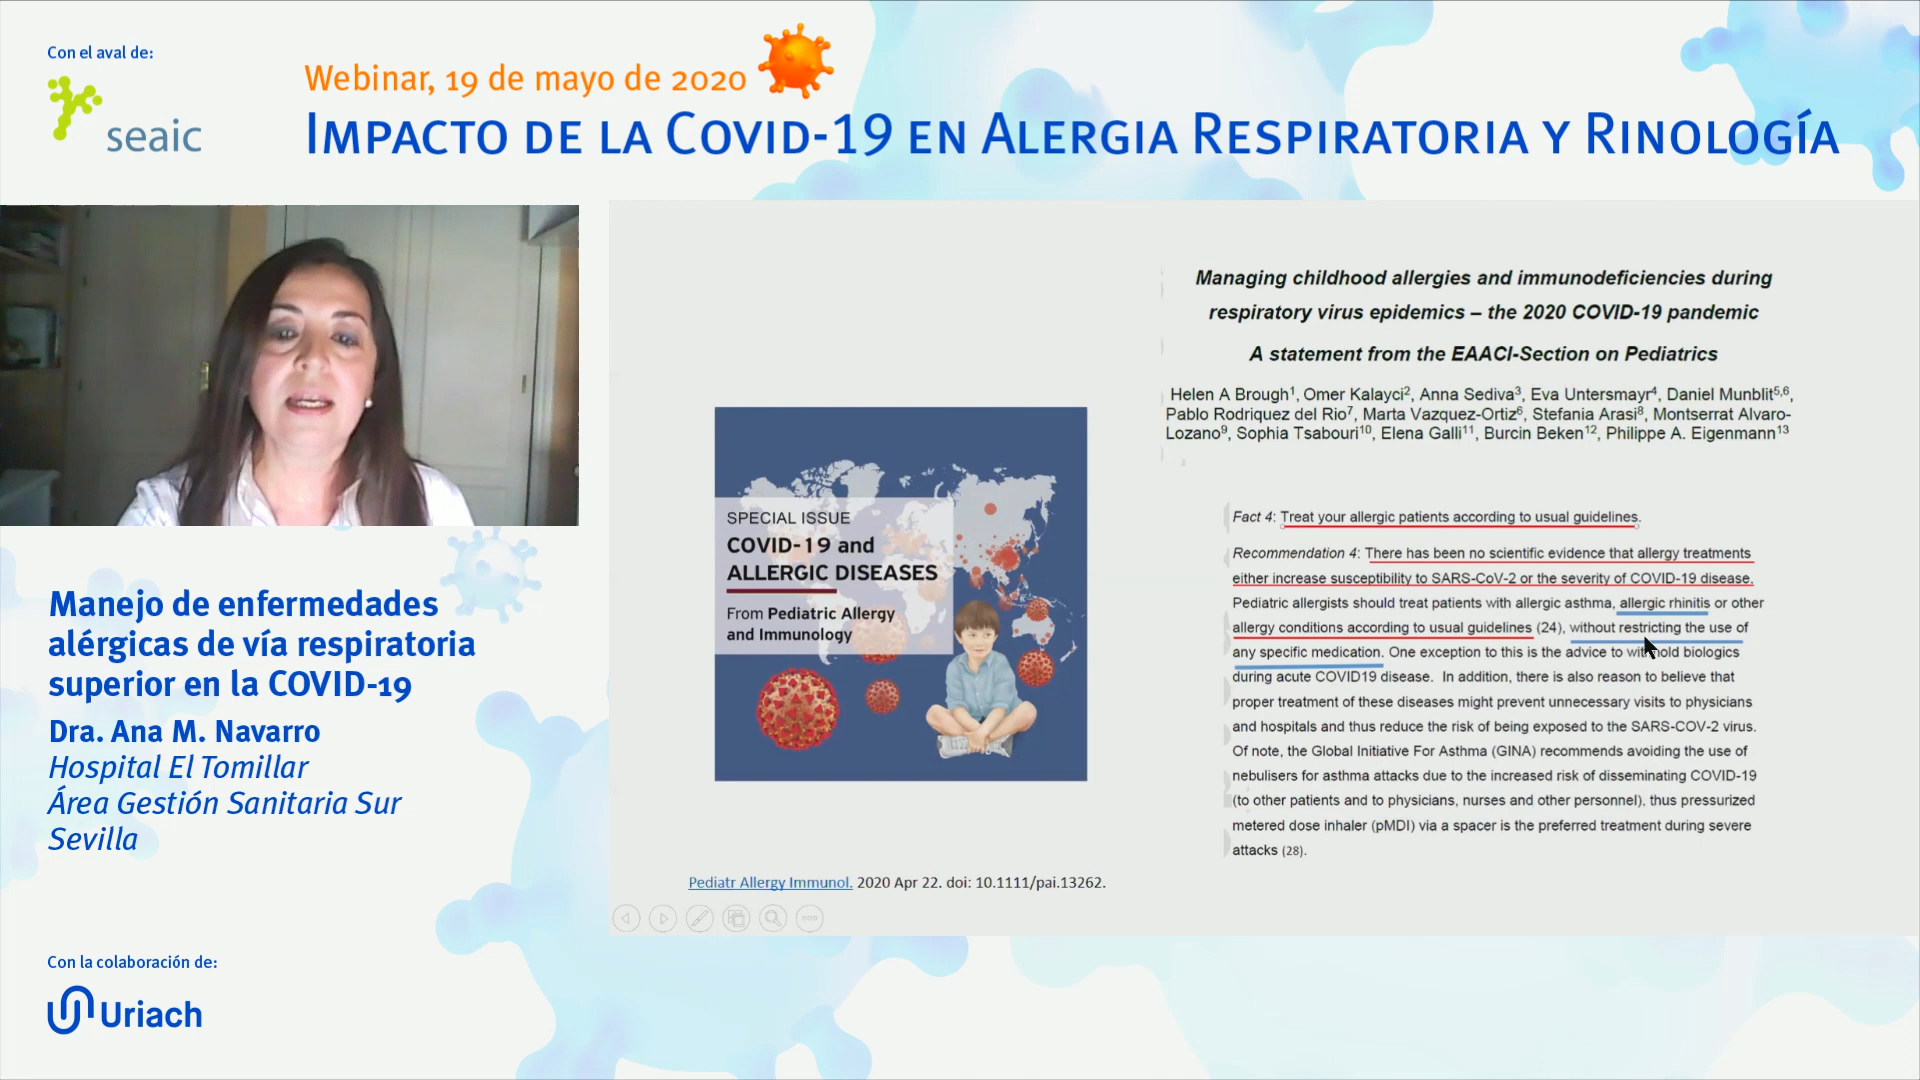 Con el aval de:
seaic
Webinar, 19 de mayo de 2020
IMPACTO DE LA COVID-19 EN ALERGIA RESPIRATORIA Y RINOLOGÍA
Manejo de enfermedades
alérgicas de vía respiratoria
superior en la COVID-19
Dra. Ana M. Navarro
Hospital El Tomillar
Área Gestión Sanitaria Sur
Sevilla
Con la colaboración de:
Uriach
SPECIAL ISSUE
COVID-19 and
ALLERGIC DISEASES
From Pediatric Allergy
and Immunology
Pediatr Allergy Immunol. 2020 Apr 22. doi: 10.1111/pai.13262.
Managing childhood allergies and immunodeficiencies during
respiratory virus epidemics – the 2020 COVID-19 pandemic
A statement from the EAACI-Section on Pediatrics
Helen A Brough1, Omer Kalayci2, Anna Sediva3, Eva Untersmayr4, Daniel Munblit5,6,
Pablo Rodriquez del Rio7, Marta Vazquez-Ortiz6, Stefania Arasi8, Montserrat Alvaro-
Lozano9, Sophia Tsabouri10, Elena Galli11, Burcin Beken12, Philippe A. Eigenmann13
Fact 4: Treat your allergic patients according to usual guidelines.
Recommendation 4: There has been no scientific evidence that allergy treatments
either increase susceptibility to SARS-CoV-2 or the severity of COVID-19 disease.
Pediatric allergists should treat patients with allergic asthma, allergic rhinitis or other
allergy conditions according to usual guidelines (24), without restricting the use of
any specific medication. One exception to this is the advice to withold biologics
during acute COVID19 disease. In addition, there is also reason to believe that
proper treatment of these diseases might prevent unnecessary visits to physicians
and hospitals and thus reduce the risk of being exposed to the SARS-COV-2 virus.
Of note, the Global Initiative For Asthma (GINA) recommends avoiding the use of
nebulisers for asthma attacks due to the increased risk of disseminating COVID-19
(to other patients and to physicians, nurses and other personnel), thus pressurized
metered dose inhaler (pMDI) via a spacer is the preferred treatment during severe
attacks (28).